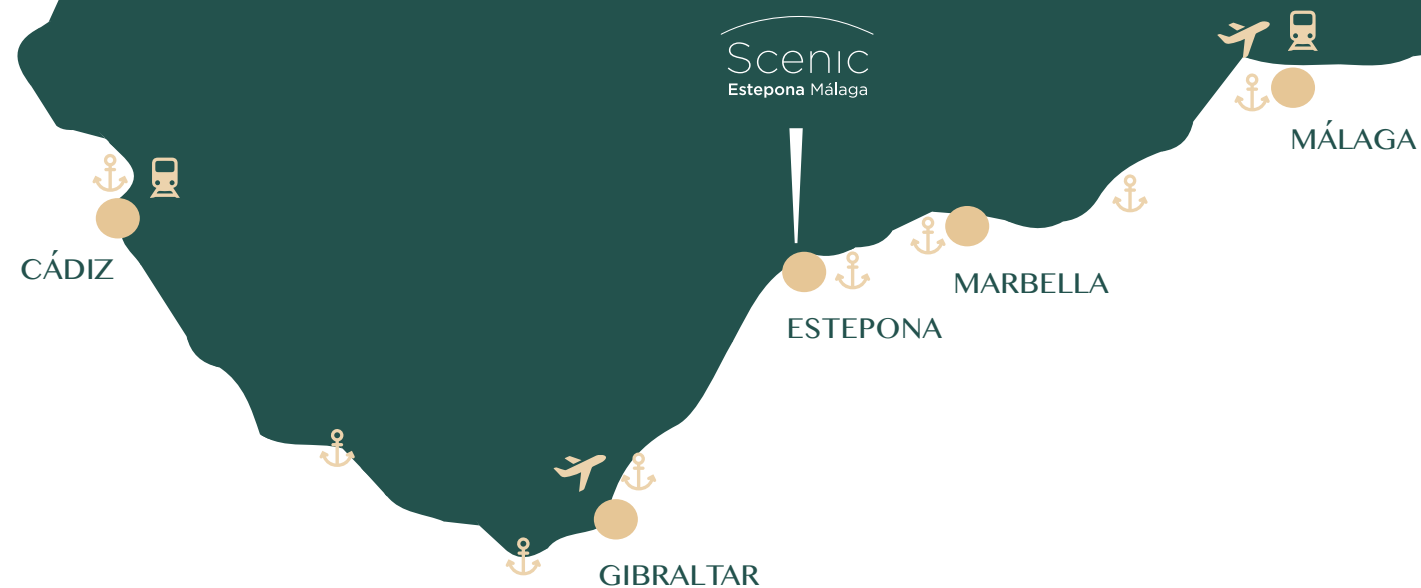 Scenic
Estepona Málaga
MÁLAGA
CÁDIZ
MARBELLA
ESTEPONA
GIBRALTAR